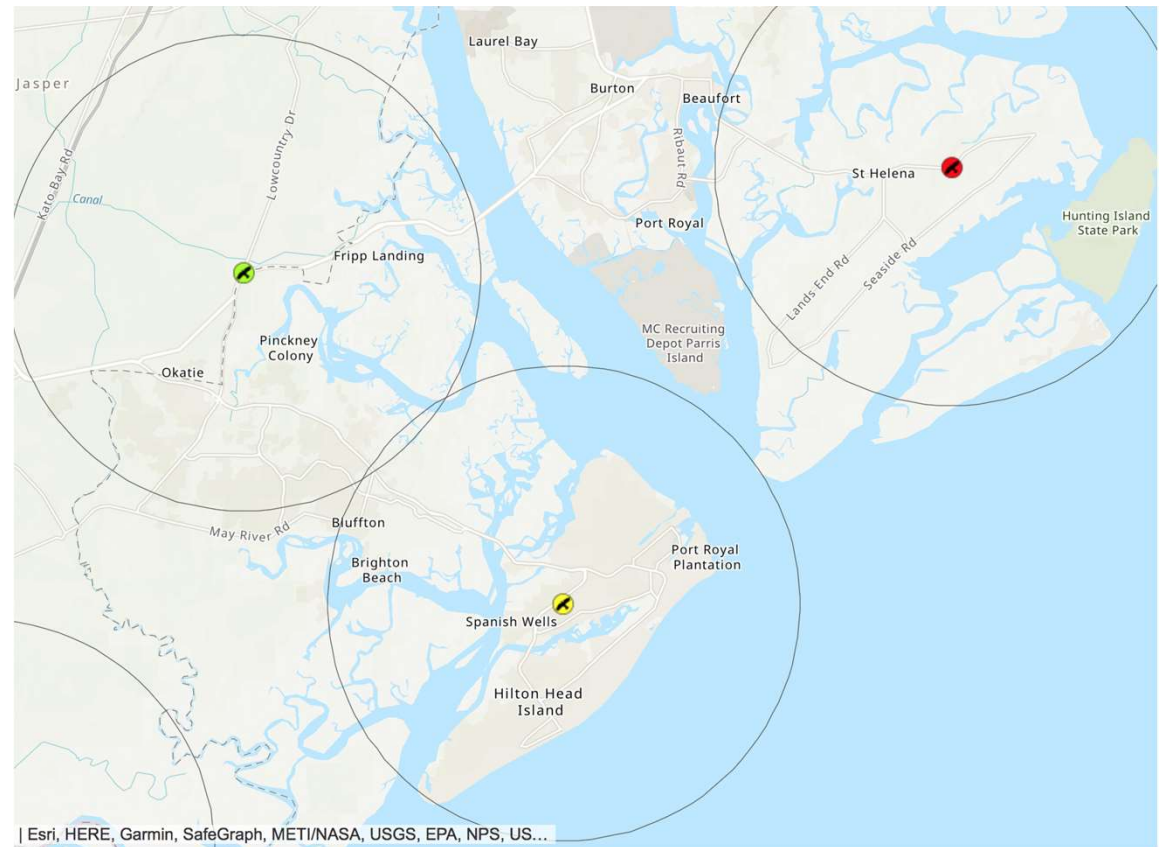 Laurel Bay
Jasper
Burton
Beaufort
Lowcountry Dr
Ribaut Rd
Kato Bay Rd
St Helena
Canal
Hunting Island
State Park
Port Royal
Fripp Landing
Seaside Rd
Lands End Rd
MC Recruiting
Depot Parris
Island
Pinckney
Colony
Okatie
May River Rd
Bluffton
Port Royal
Plantation
Brighton
Beach
Spanish Wells
Hilton Head
Island
| Esri, HERE, Garmin, SafeGraph, METI/NASA, USGS, EPA, NPS, US…